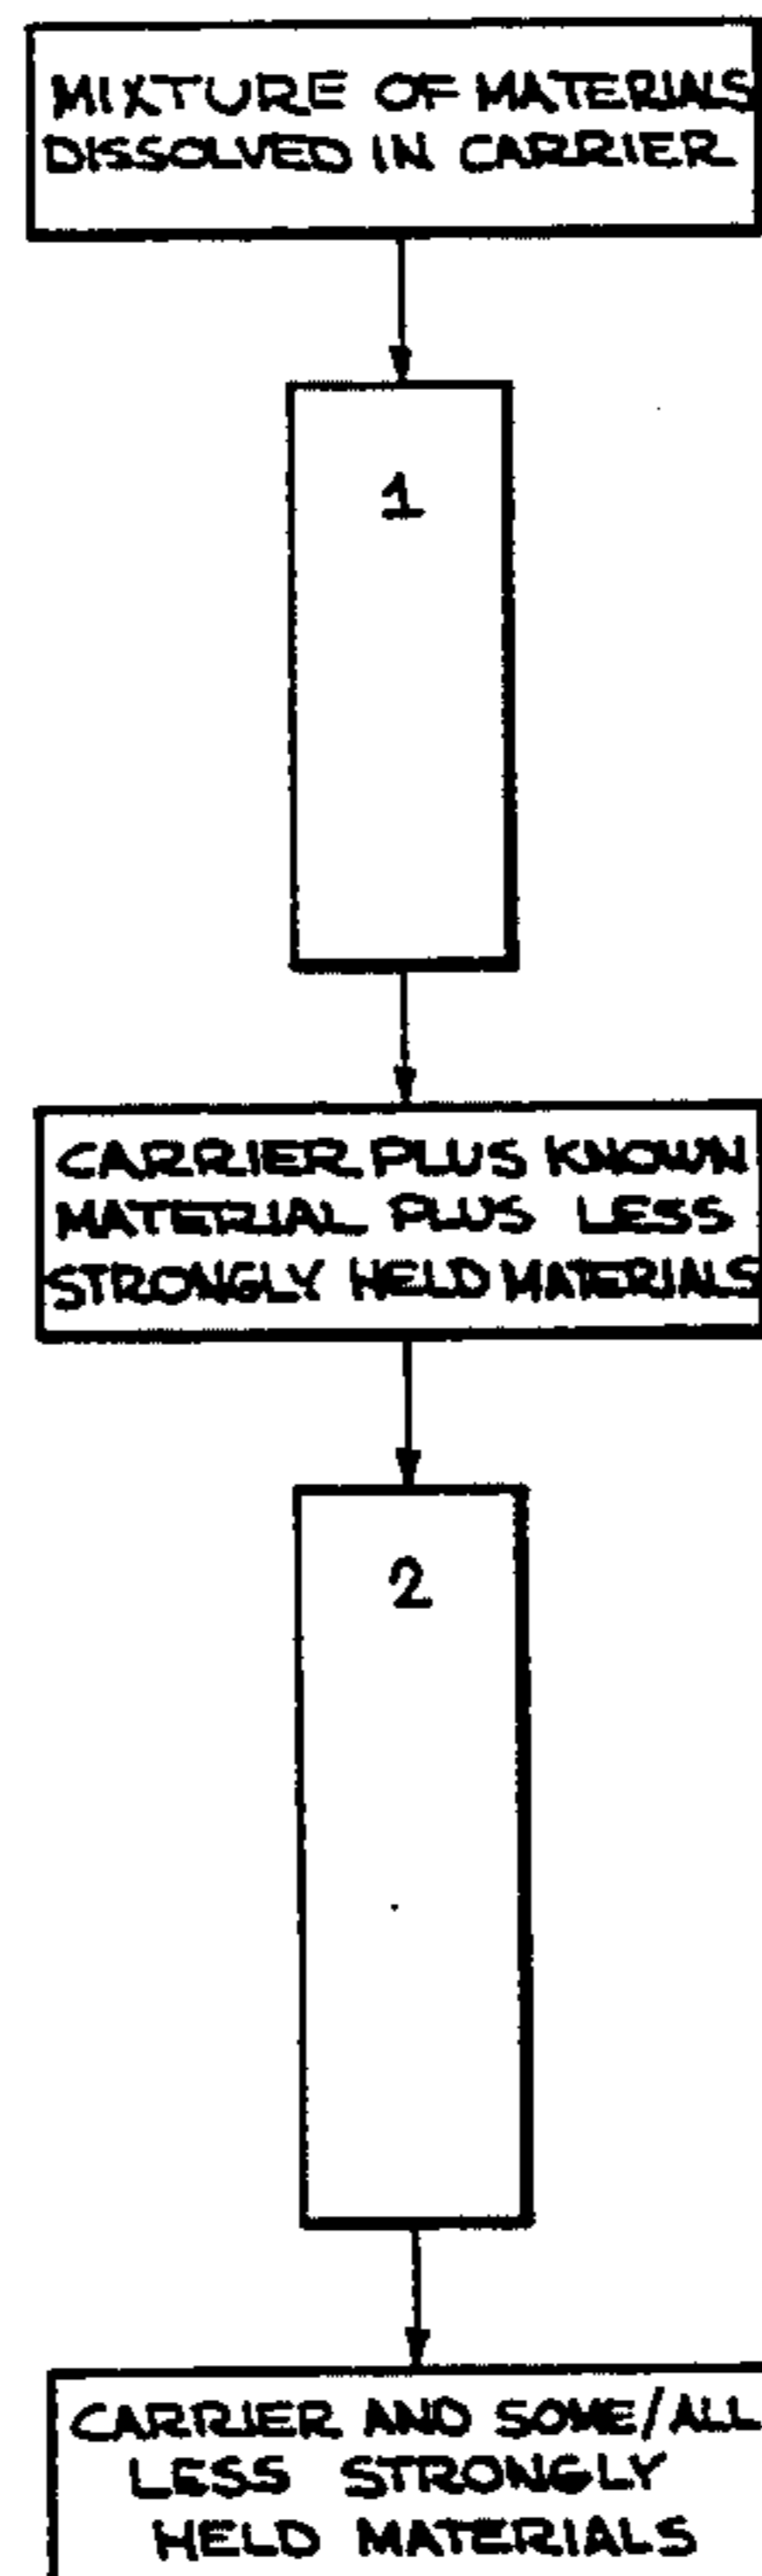 MIXTURE OF MATERIALS
DISSOLVED IN CARRIER
1
CARRIER PLUS KNOWN
MATERIAL PLUS LESS
STRONGLY HELD MATERIALS
2
CARRIER AND SOME/ALL
LESS STRONGLY
HELD MATERIALS